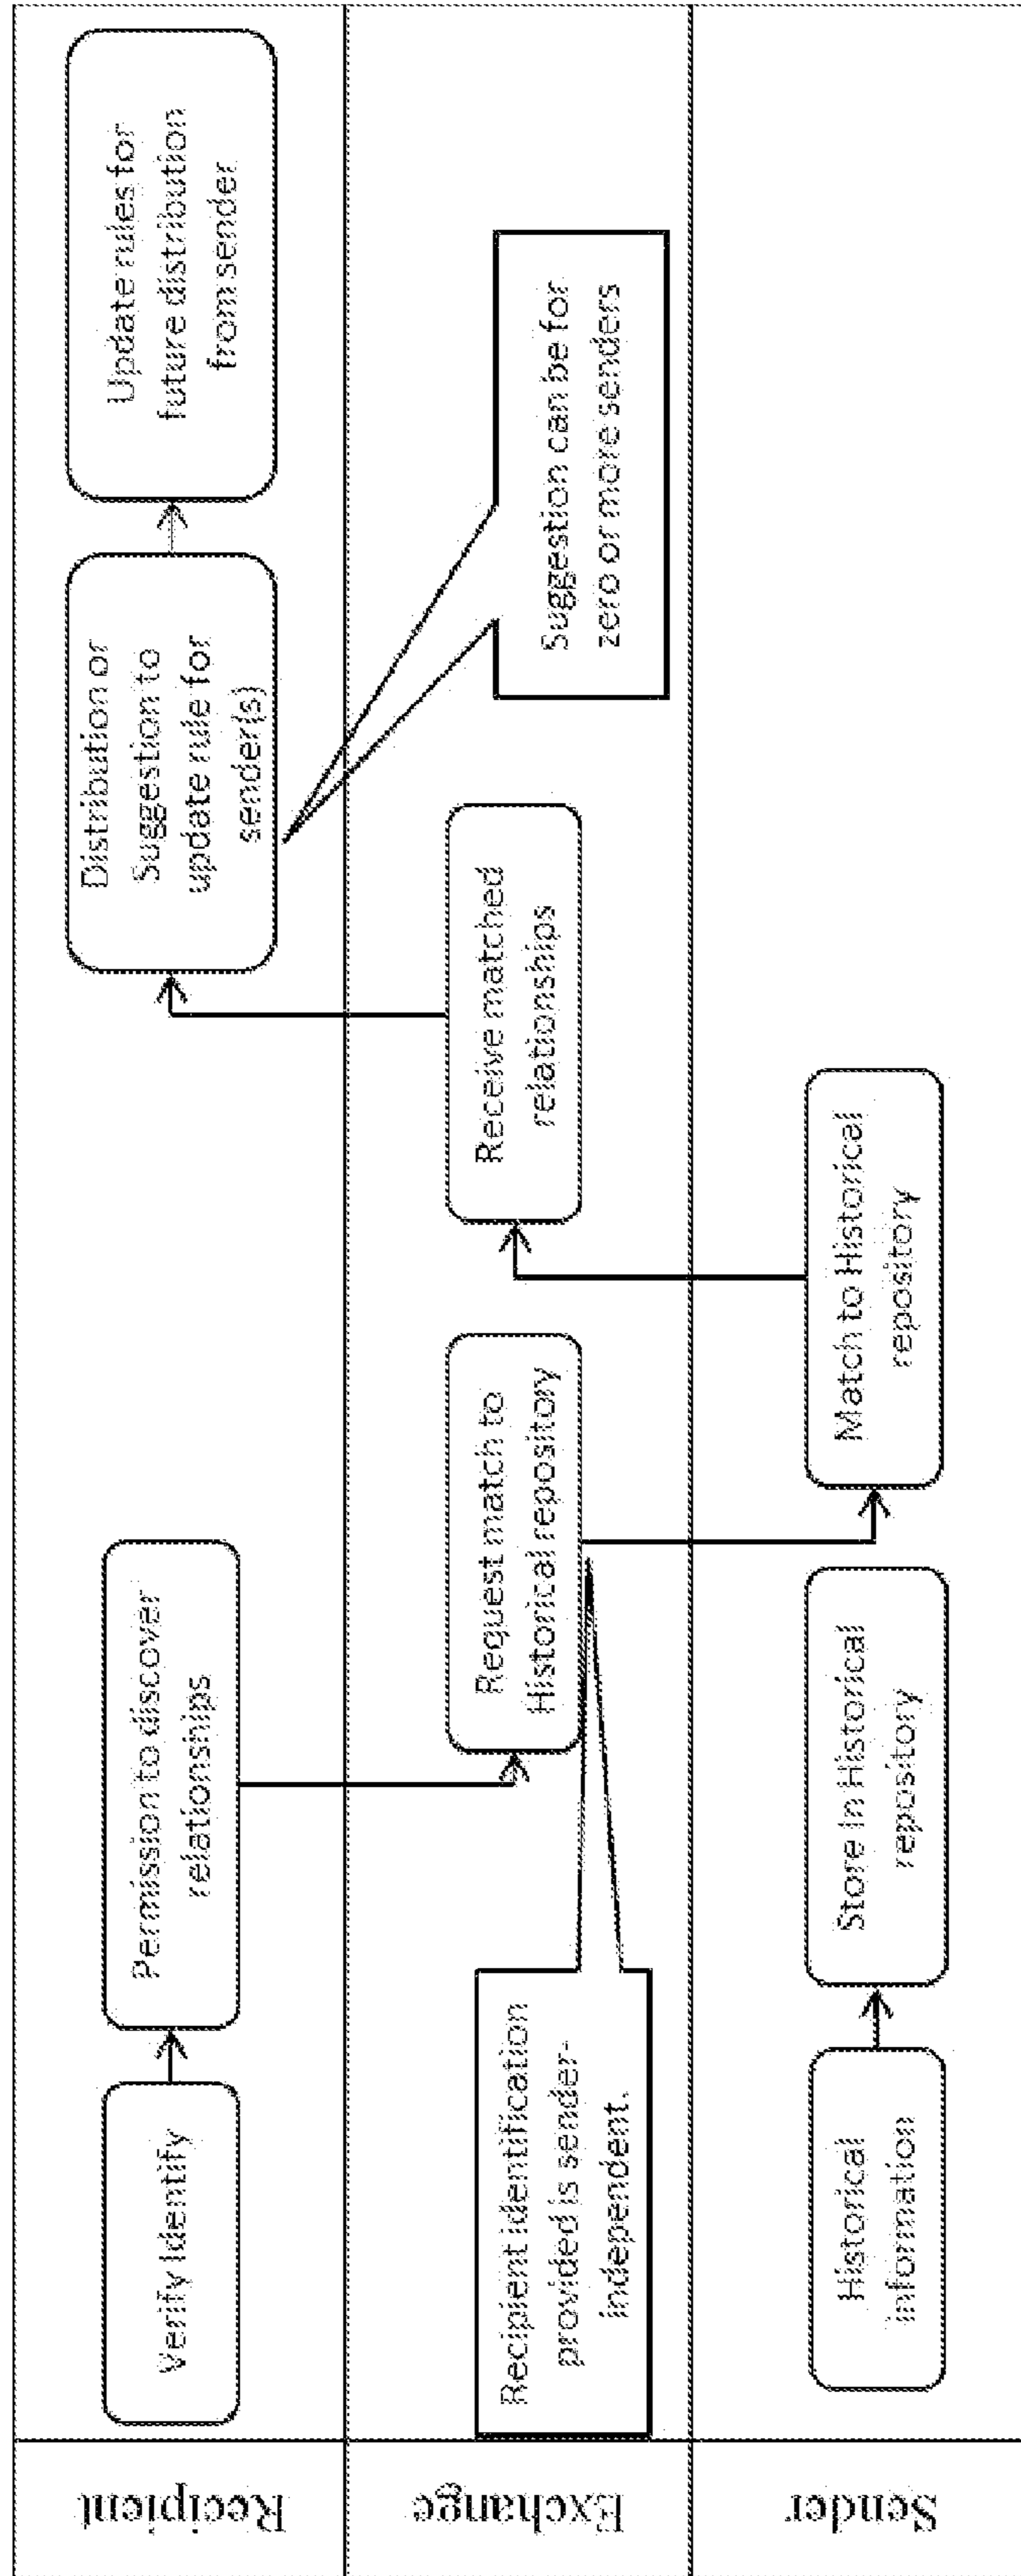 Recipient
Verify Identify
Permission to discover
relationships
Distribution or
Suggestion to
update rule for
sender(s)
Update rules for
future distribution
from sender
Exchange
Recipient identification
provided is sender-
independent.
Request match to
Historical repository
Receive matched
relationships
Suggestion can be for
zero or more senders
Sender
Historical
information
Store in Historical
repository
Match to Historical
repository